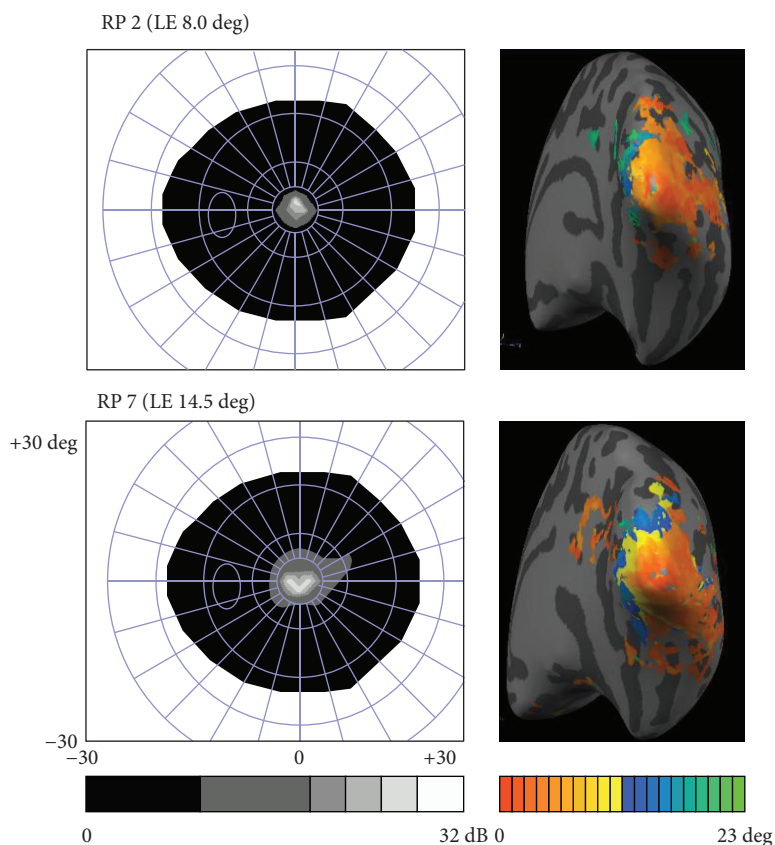 RP 2 (LE 8.0 deg)
RP 7 (LE 14.5 deg)
+30 deg
−30
−30 0 +30
0 32 dB
0 23 deg